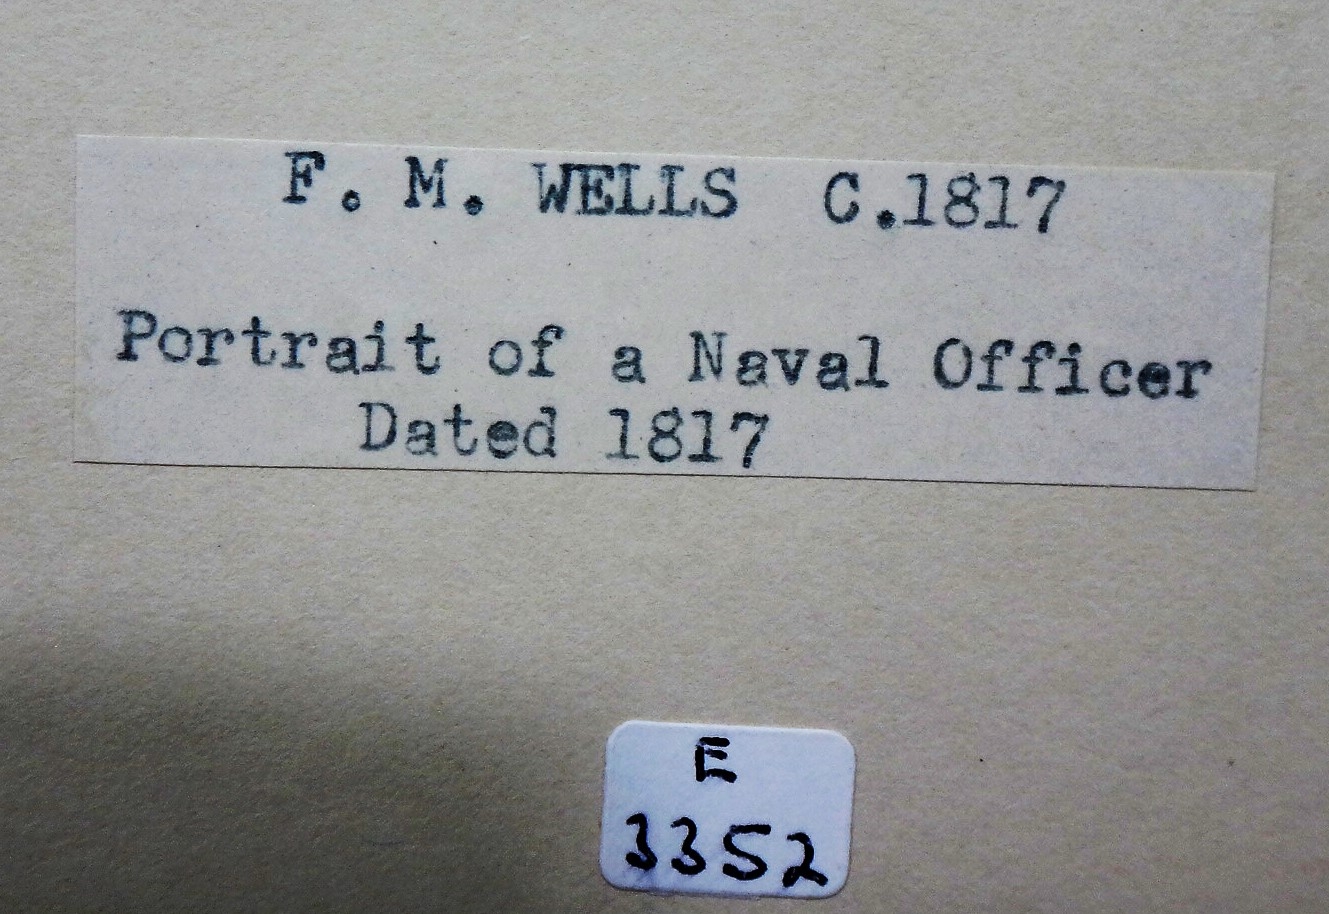 F. M. WELLS C.1817
Portrait of a Naval Officer
Dated 1817
E
3352